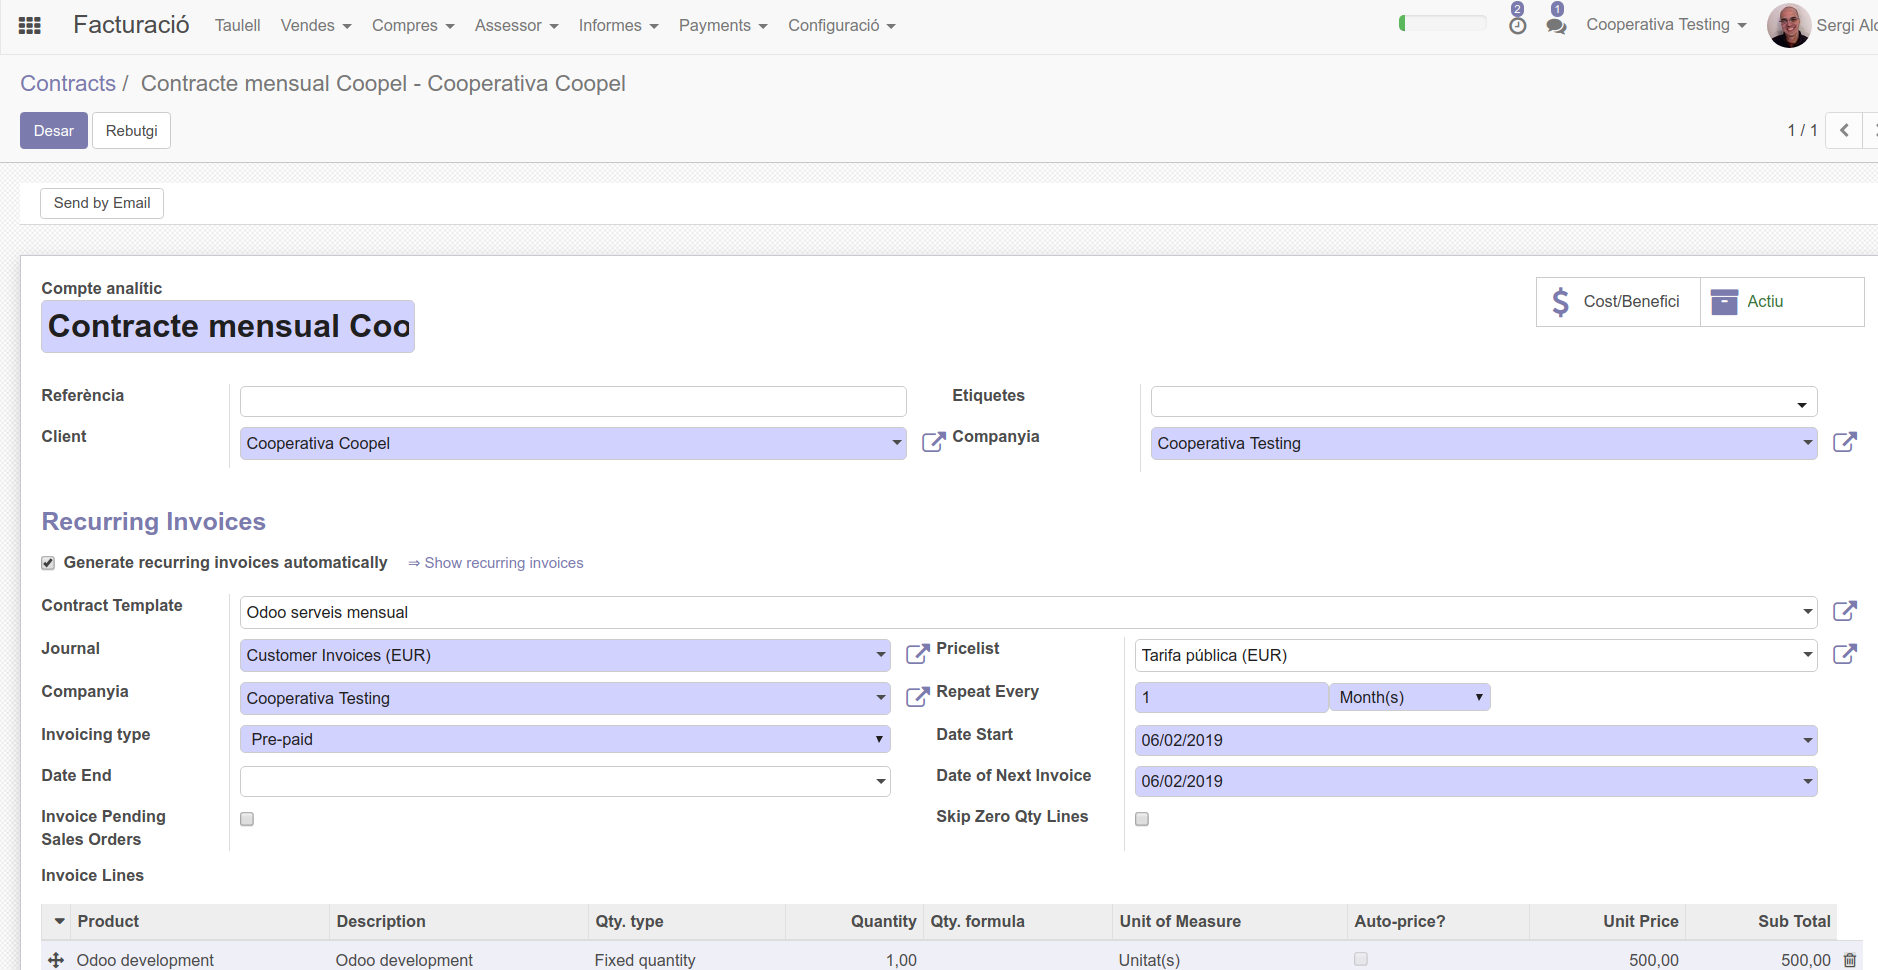 Facturació Taulell Vendes Compres Assessor Informes Payments Configuració 2 1 Cooperativa Testing Sergi
Contracts / Contracte mensual Coopel - Cooperativa Coopel
Desar Rebutgi 1 / 1
Send by Email
Compte analític
Contracte mensual Coo
Cost/Benefici Actiu
Referència Etiquetes
Client Cooperativa Coopel Companyia Cooperativa Testing
Recurring Invoices
Generate recurring invoices automatically ⇒ Show recurring invoices
Contract Template Odoo serveis mensual
Journal Customer Invoices (EUR) Pricelist Tarifa pública (EUR)
Companyia Cooperativa Testing Repeat Every 1 Month(s)
Invoicing type Pre-paid Date Start 06/02/2019
Date End Date of Next Invoice 06/02/2019
Invoice Pending Skip Zero Qty Lines
Sales Orders
Invoice Lines
Product Description Qty. type Quantity Qty. formula Unit of Measure Auto-price? Unit Price Sub Total
Odoo development Odoo development Fixed quantity 1,00 Unitat(s) 500,00 500,00